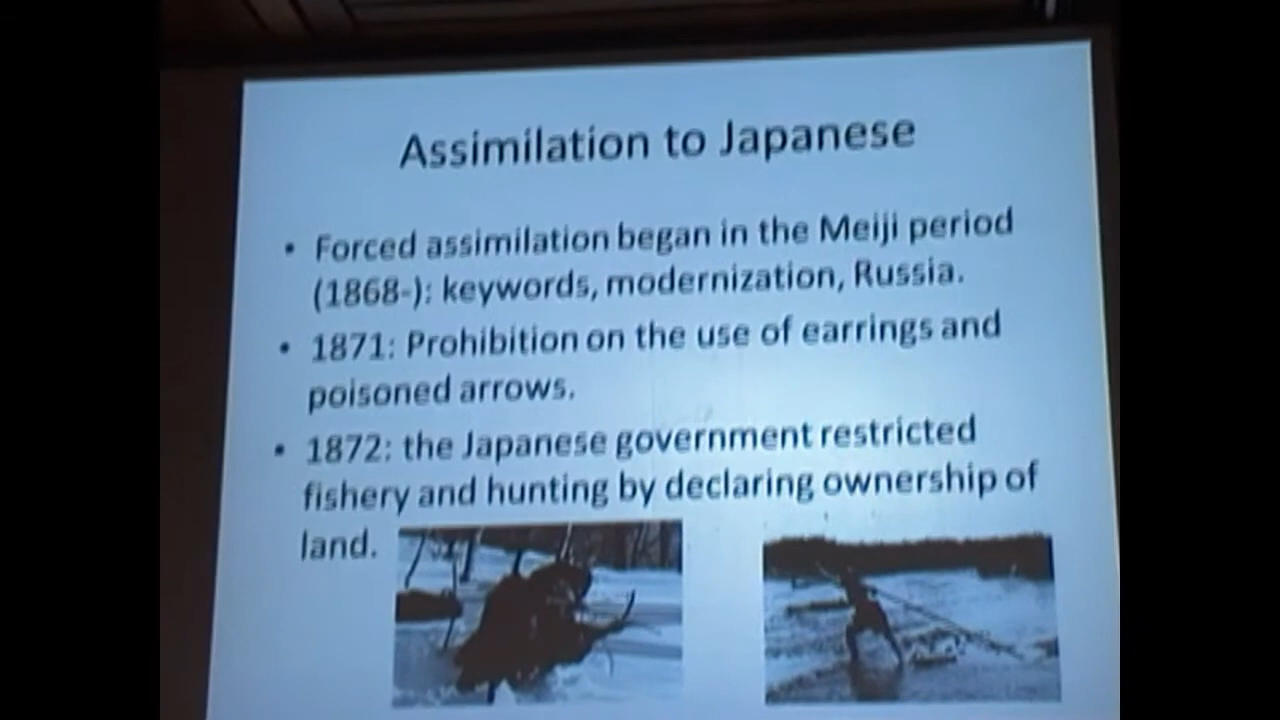 Assimilation to Japanese
• Forced assimilation began in the Meiji period
(1868-): keywords, modernization, Russia.
• 1871: Prohibition on the use of earrings and
poisoned arrows.
• 1872: the Japanese government restricted
fishery and hunting by declaring ownership of
land.